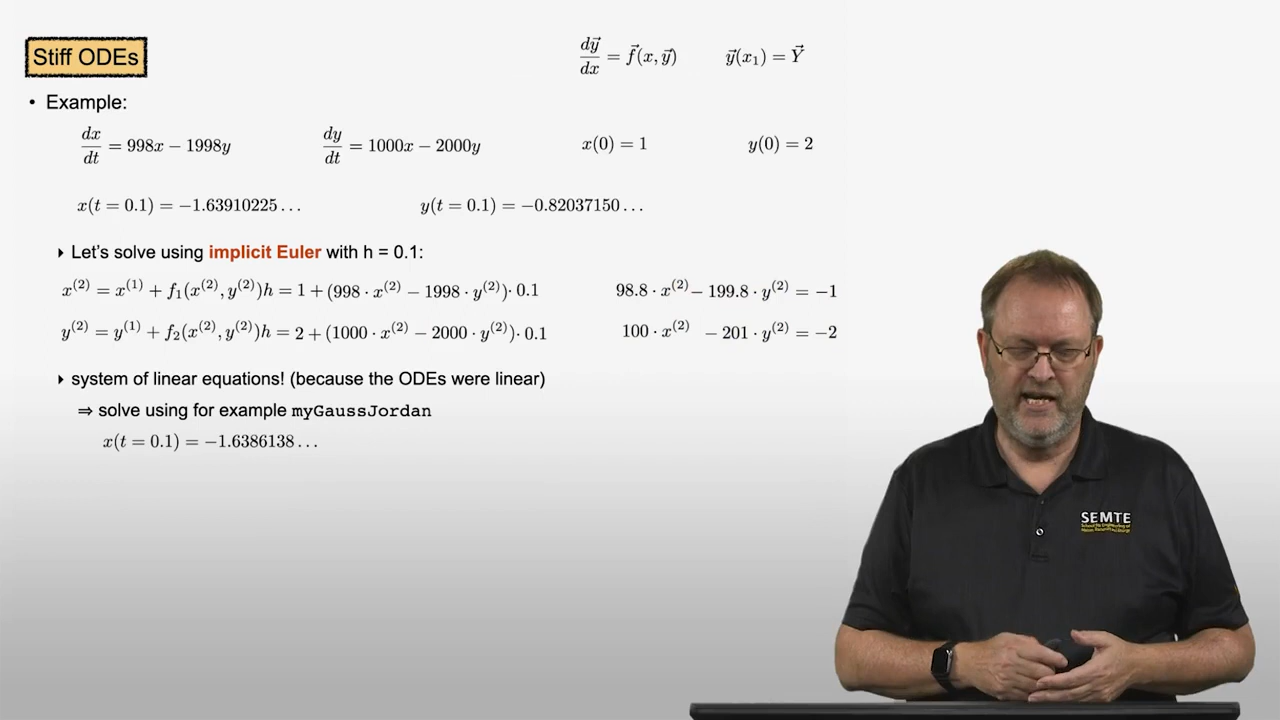 Stiff ODEs
dy⃗/dx = f⃗(x, y⃗)   y⃗(x₁) = Y⃗
• Example:
dx/dt = 998x − 1998y   dy/dt = 1000x − 2000y   x(0) = 1   y(0) = 2
x(t = 0.1) = −1.63910225...   y(t = 0.1) = −0.82037150...
▸ Let's solve using implicit Euler with h = 0.1:
x⁽²⁾ = x⁽¹⁾ + f₁(x⁽²⁾, y⁽²⁾)h = 1 + (998 · x⁽²⁾ − 1998 · y⁽²⁾) · 0.1   98.8 · x⁽²⁾ − 199.8 · y⁽²⁾ = −1
y⁽²⁾ = y⁽¹⁾ + f₂(x⁽²⁾, y⁽²⁾)h = 2 + (1000 · x⁽²⁾ − 2000 · y⁽²⁾) · 0.1   100 · x⁽²⁾ − 201 · y⁽²⁾ = −2
▸ system of linear equations! (because the ODEs were linear)
⇒ solve using for example myGaussJordan
x(t = 0.1) = −1.6386138...
SEMTE